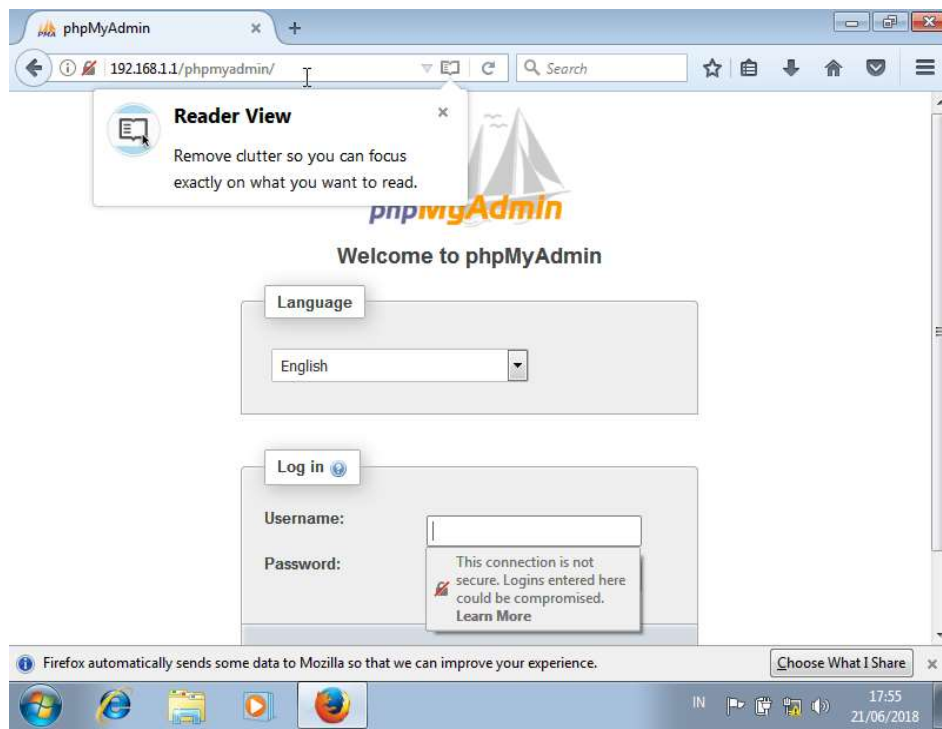 phpMyAdmin
192.168.1.1/phpmyadmin/
Search
Reader View
Remove clutter so you can focus
exactly on what you want to read.
phpMyAdmin
Welcome to phpMyAdmin
Language
English
Log in
Username:
Password:
This connection is not
secure. Logins entered here
could be compromised.
Learn More
Firefox automatically sends some data to Mozilla so that we can improve your experience.
Choose What I Share
IN
17:55
21/06/2018